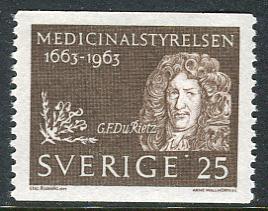 MEDICINALSTYRELSEN
1663-1963
G.F. Du Rietz
SVERIGE 25